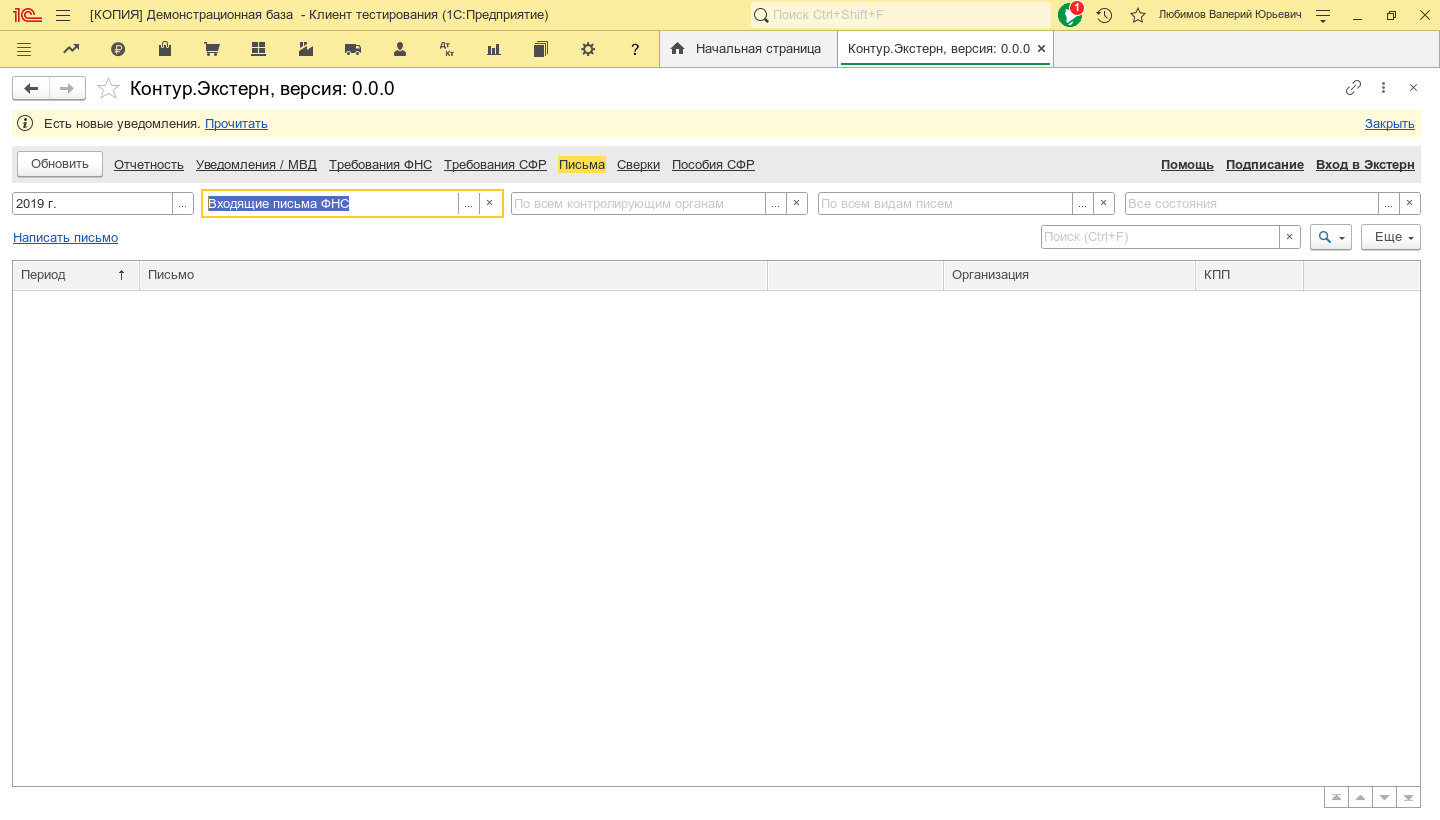 [КОПИЯ] Демонстрационная база - Клиент тестирования (1С:Предприятие) Поиск Ctrl+Shift+F 1 Любимов Валерий Юрьевич
Начальная страница Контур.Экстерн, версия: 0.0.0
Контур.Экстерн, версия: 0.0.0
Есть новые уведомления. Прочитать Закрыть
Обновить Отчетность Уведомления / МВД Требования ФНС Требования СФР Письма Сверки Пособия СФР Помощь Подписание Вход в Экстерн
2019 г. ... Входящие письма ФНС ... По всем контролирующим органам ... По всем видам писем ... Все состояния ...
Написать письмо Поиск (Ctrl+F) Еще
Период Письмо Организация КПП